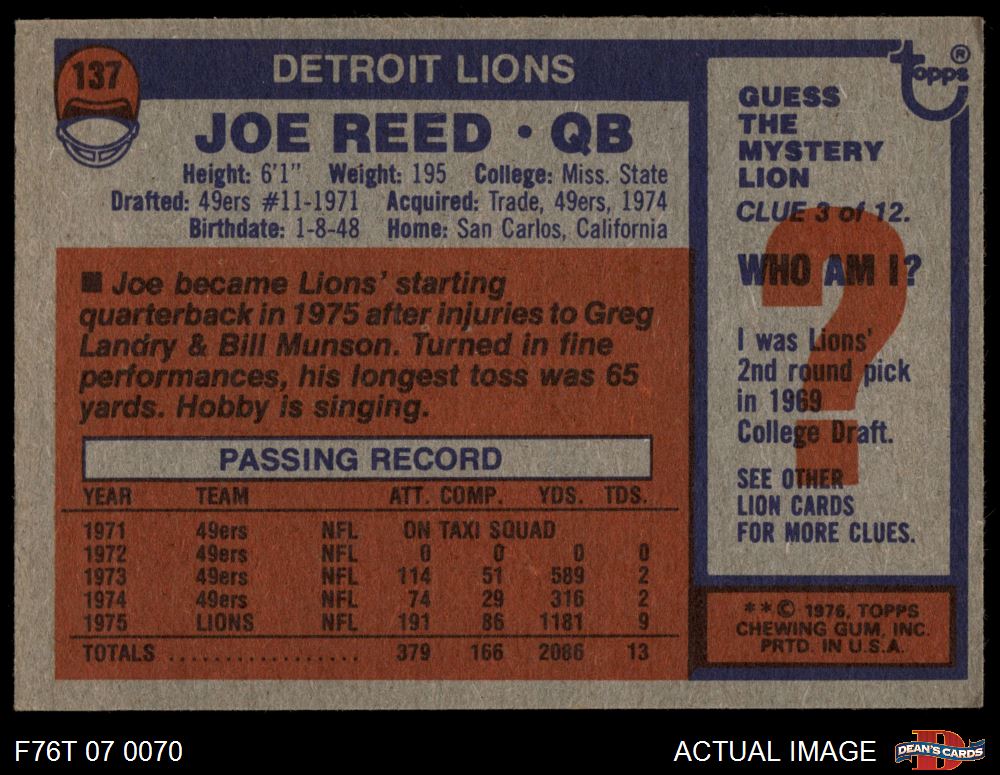 137
DETROIT LIONS
JOE REED • QB
Height: 6'1" Weight: 195 College: Miss. State
Drafted: 49ers #11-1971 Acquired: Trade, 49ers, 1974
Birthdate: 1-8-48 Home: San Carlos, California
■ Joe became Lions' starting
quarterback in 1975 after injuries to Greg
Landry & Bill Munson. Turned in fine
performances, his longest toss was 65
yards. Hobby is singing.
PASSING RECORD
YEAR TEAM ATT. COMP. YDS. TDS.
1971 49ers NFL ON TAXI SQUAD
1972 49ers NFL 0 0 0 0
1973 49ers NFL 114 51 589 2
1974 49ers NFL 74 29 316 2
1975 LIONS NFL 191 86 1181 9
TOTALS .................. 379 166 2086 13
topps ®
GUESS
THE
MYSTERY
LION
CLUE 3 of 12.
?
WHO AM I?
I was Lions'
2nd round pick
in 1969
College Draft.
SEE OTHER
LION CARDS
FOR MORE CLUES.
**© 1976, TOPPS
CHEWING GUM, INC.
PRTD. IN U.S.A.
F76T 07 0070
ACTUAL IMAGE
D
DEAN'S CARDS